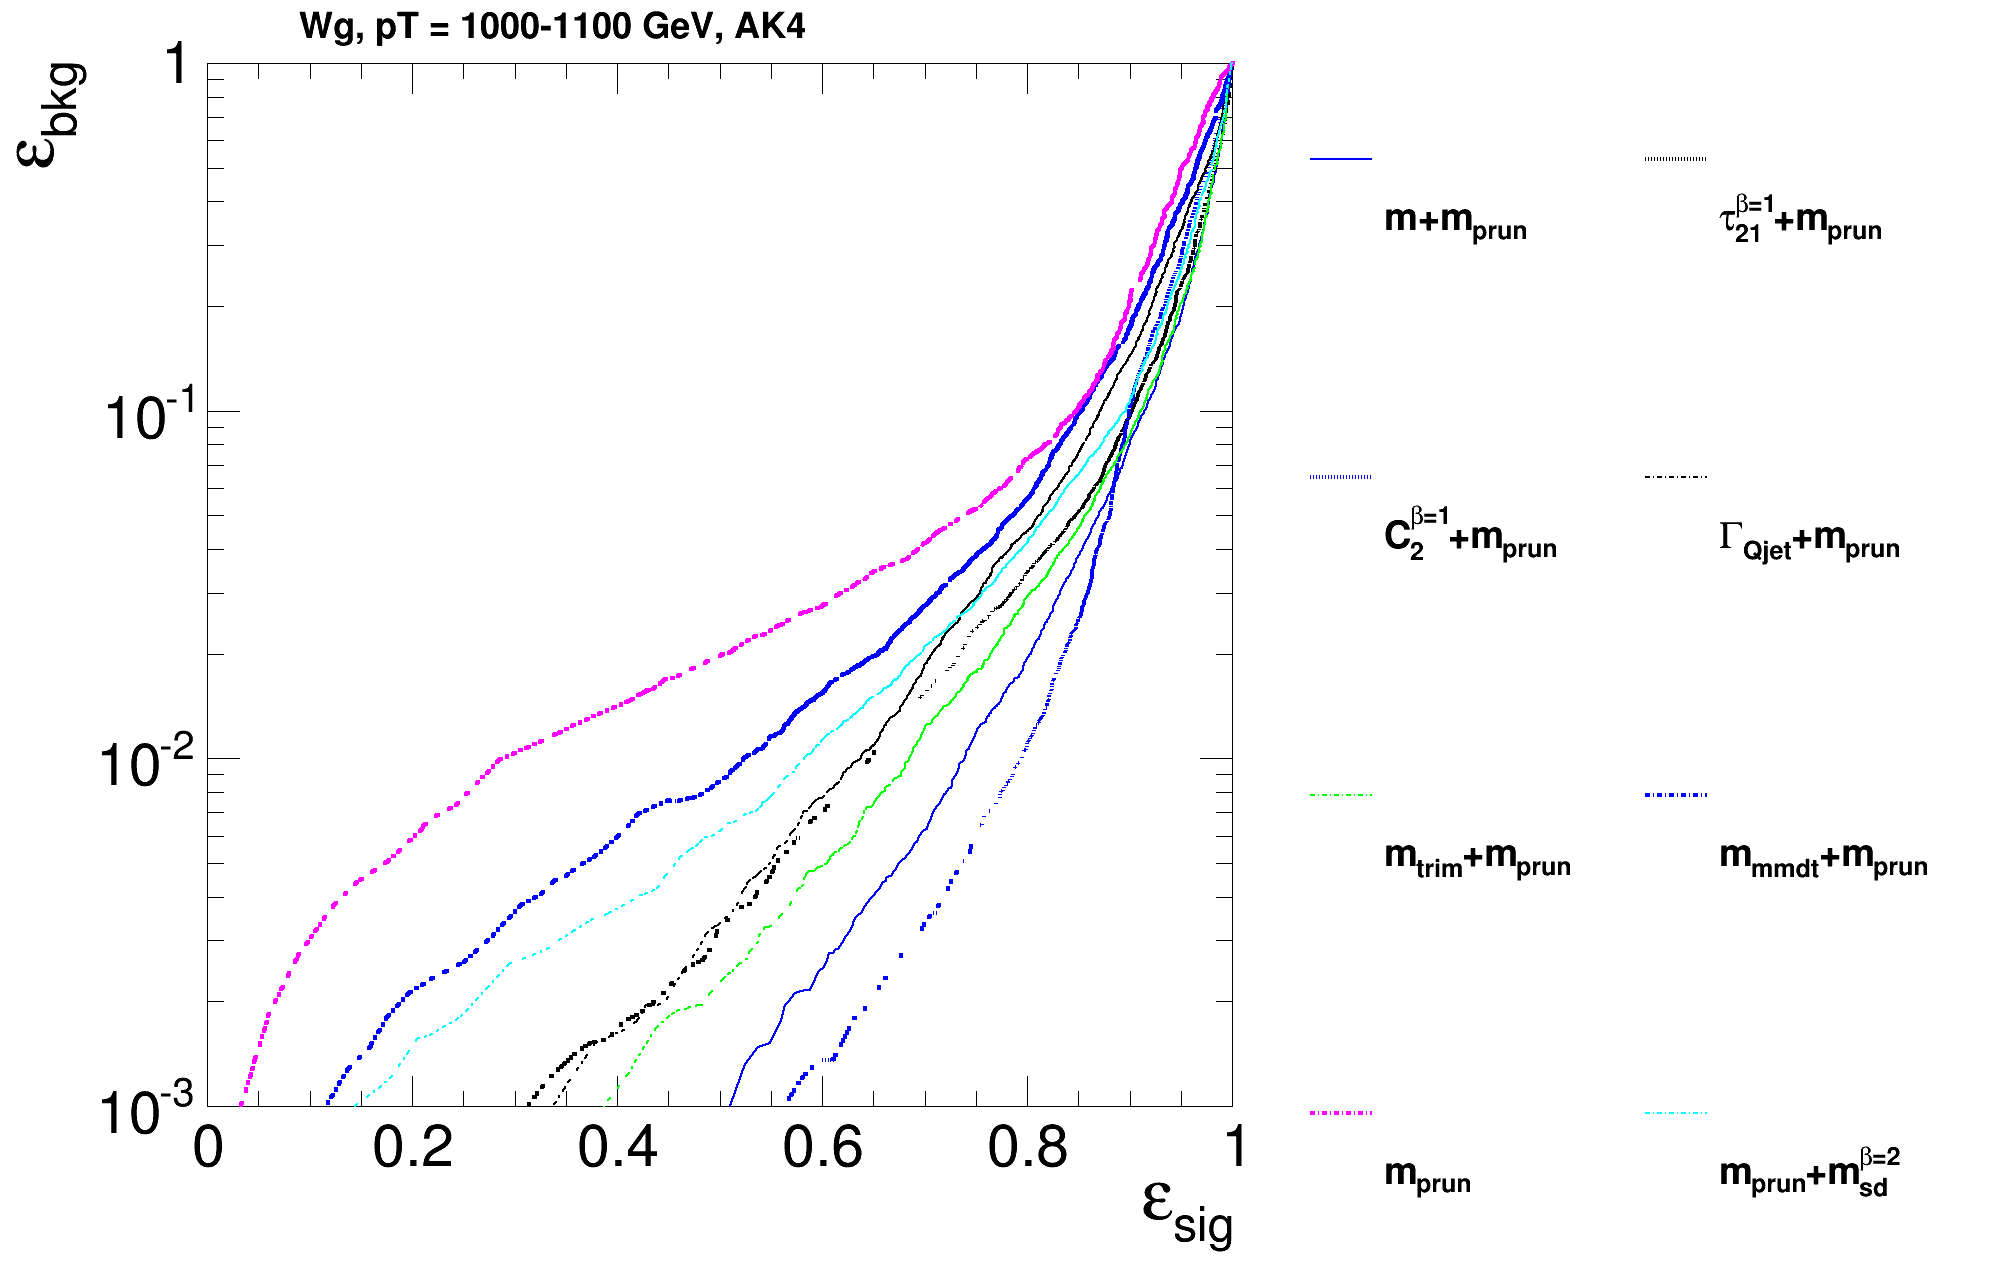 Wg, pT = 1000-1100 GeV, AK4
ε_bkg
1
10^-1
10^-2
10^-3
0 0.2 0.4 0.6 0.8 1
ε_sig
m+m_prun
τ_21^β=1+m_prun
C_2^β=1+m_prun
Γ_Qjet+m_prun
m_trim+m_prun
m_mmdt+m_prun
m_prun
m_prun+m_sd^β=2